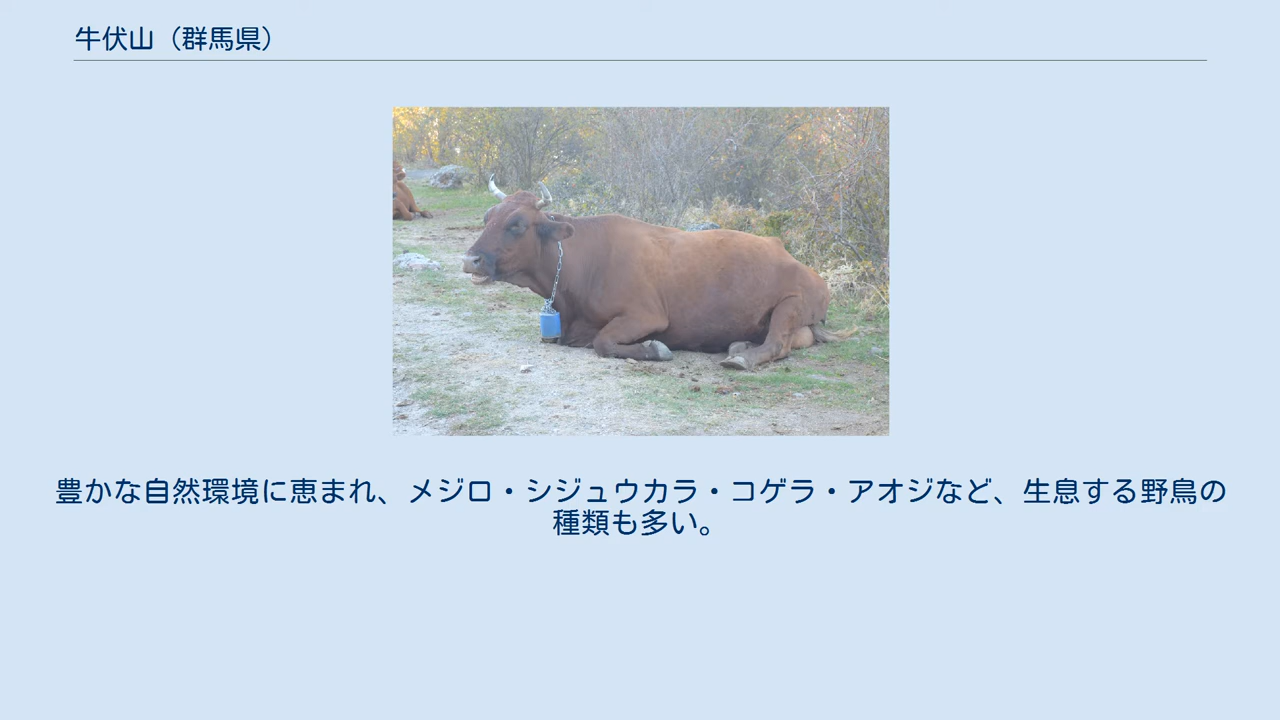 牛伏山（群馬県）
豊かな自然環境に恵まれ、メジロ・シジュウカラ・コゲラ・アオジなど、生息する野鳥の
種類も多い。